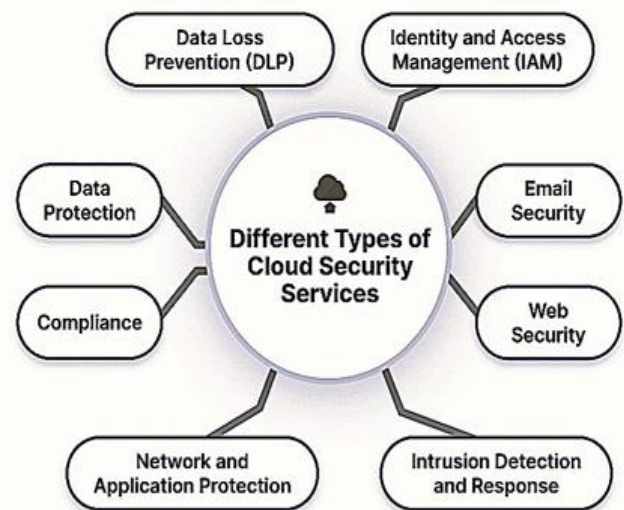 Data Loss
Prevention (DLP)
Identity and Access
Management (IAM)
Data
Protection
Email
Security
Different Types of
Cloud Security
Services
Compliance
Web
Security
Network and
Application Protection
Intrusion Detection
and Response